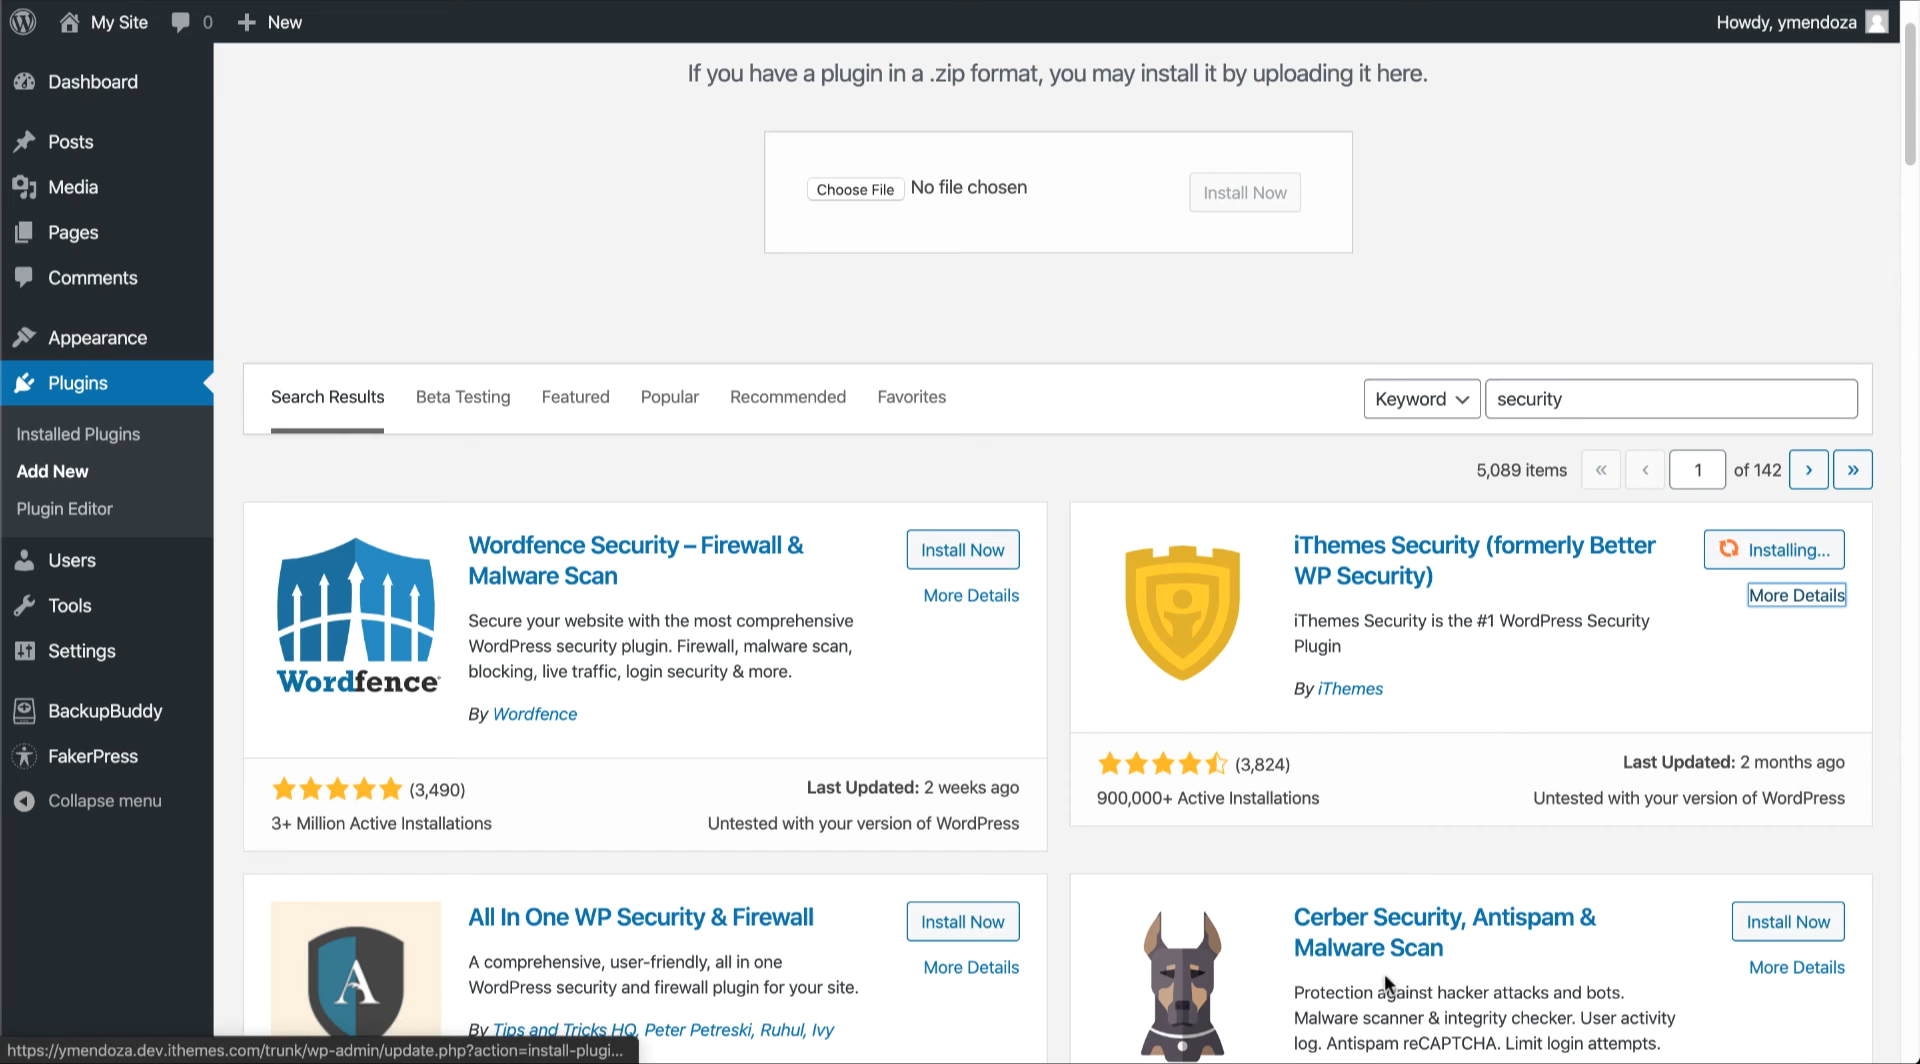 My Site 0 New Howdy, ymendoza
Dashboard
Posts
Media
Pages
Comments
Appearance
Plugins
Installed Plugins
Add New
Plugin Editor
Users
Tools
Settings
BackupBuddy
FakerPress
Collapse menu
If you have a plugin in a .zip format, you may install it by uploading it here.
Choose File No file chosen Install Now
Search Results Beta Testing Featured Popular Recommended Favorites Keyword security
5,089 items « ‹ 1 of 142 › »
Wordfence
Wordfence Security – Firewall &
Malware Scan
Install Now
More Details
Secure your website with the most comprehensive
WordPress security plugin. Firewall, malware scan,
blocking, live traffic, login security & more.
By Wordfence
(3,490) Last Updated: 2 weeks ago
3+ Million Active Installations Untested with your version of WordPress
iThemes Security (formerly Better
WP Security)
Installing...
More Details
iThemes Security is the #1 WordPress Security
Plugin
By iThemes
(3,824) Last Updated: 2 months ago
900,000+ Active Installations Untested with your version of WordPress
A
All In One WP Security & Firewall
Install Now
More Details
A comprehensive, user-friendly, all in one
WordPress security and firewall plugin for your site.
By Tips and Tricks HQ, Peter Petreski, Ruhul, Ivy
Cerber Security, Antispam &
Malware Scan
Install Now
More Details
Protection against hacker attacks and bots.
Malware scanner & integrity checker. User activity
log. Antispam reCAPTCHA. Limit login attempts.
https://ymendoza.dev.ithemes.com/trunk/wp-admin/update.php?action=install-plugi...